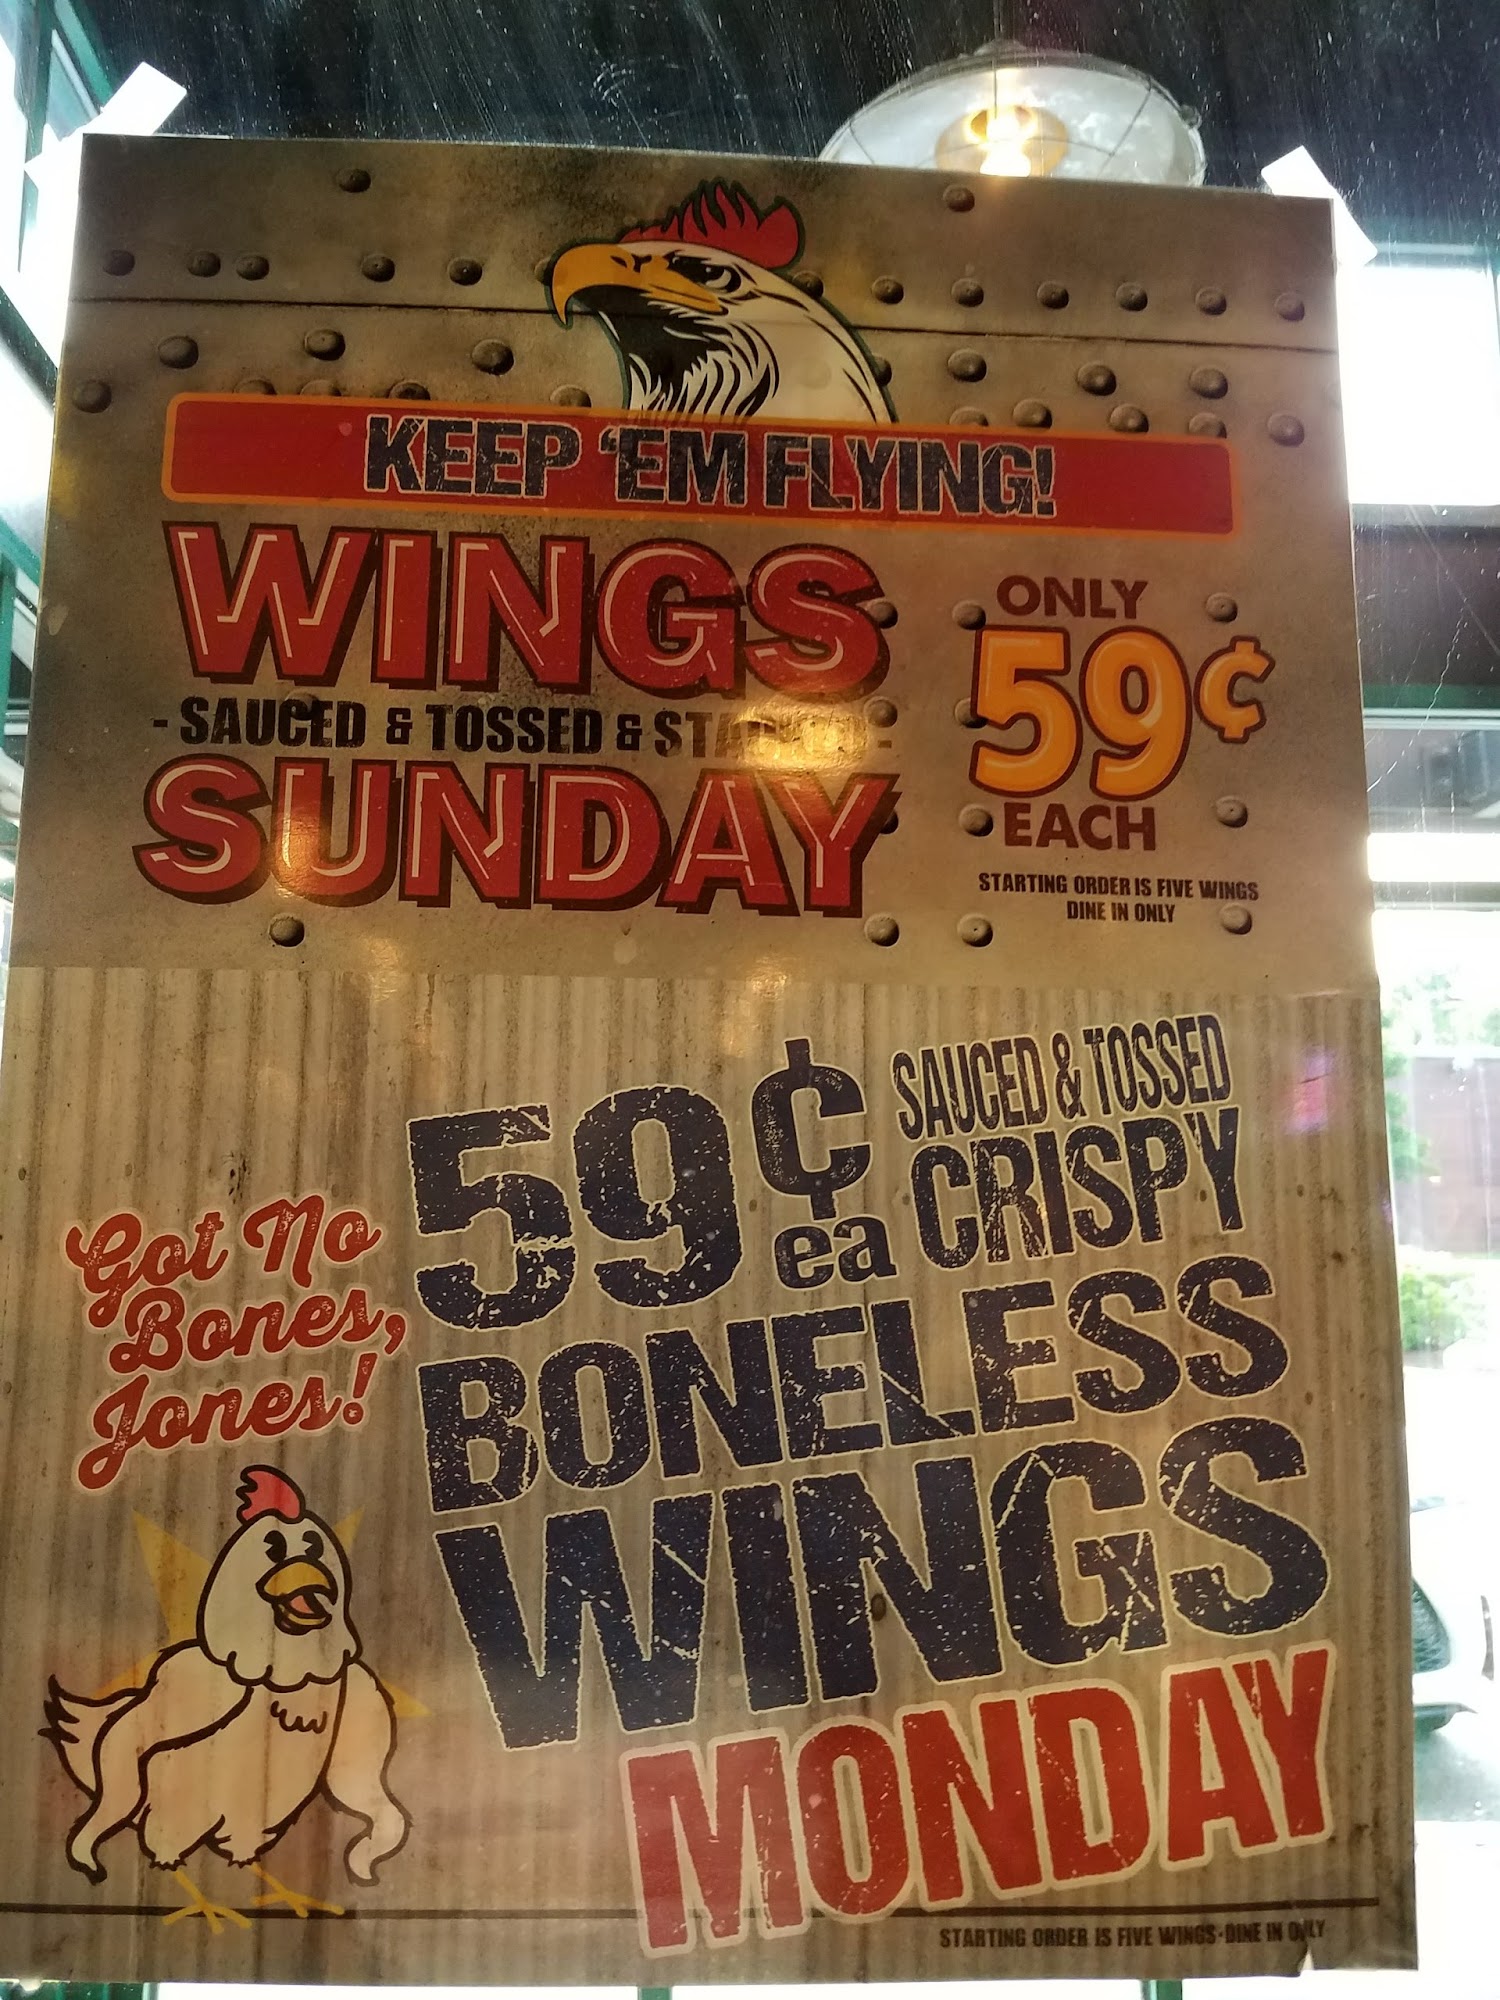 KEEP 'EM FLYING!
WINGS
- SAUCED & TOSSED &
SUNDAY
ONLY
59¢
EACH
STARTING ORDER IS FIVE WINGS
DINE IN ONLY
59¢ ea
SAUCED & TOSSED
CRISPY
BONELESS
WINGS
MONDAY
Got No
Bones,
Jones!
STARTING ORDER IS FIVE WINGS-DINE IN ONLY